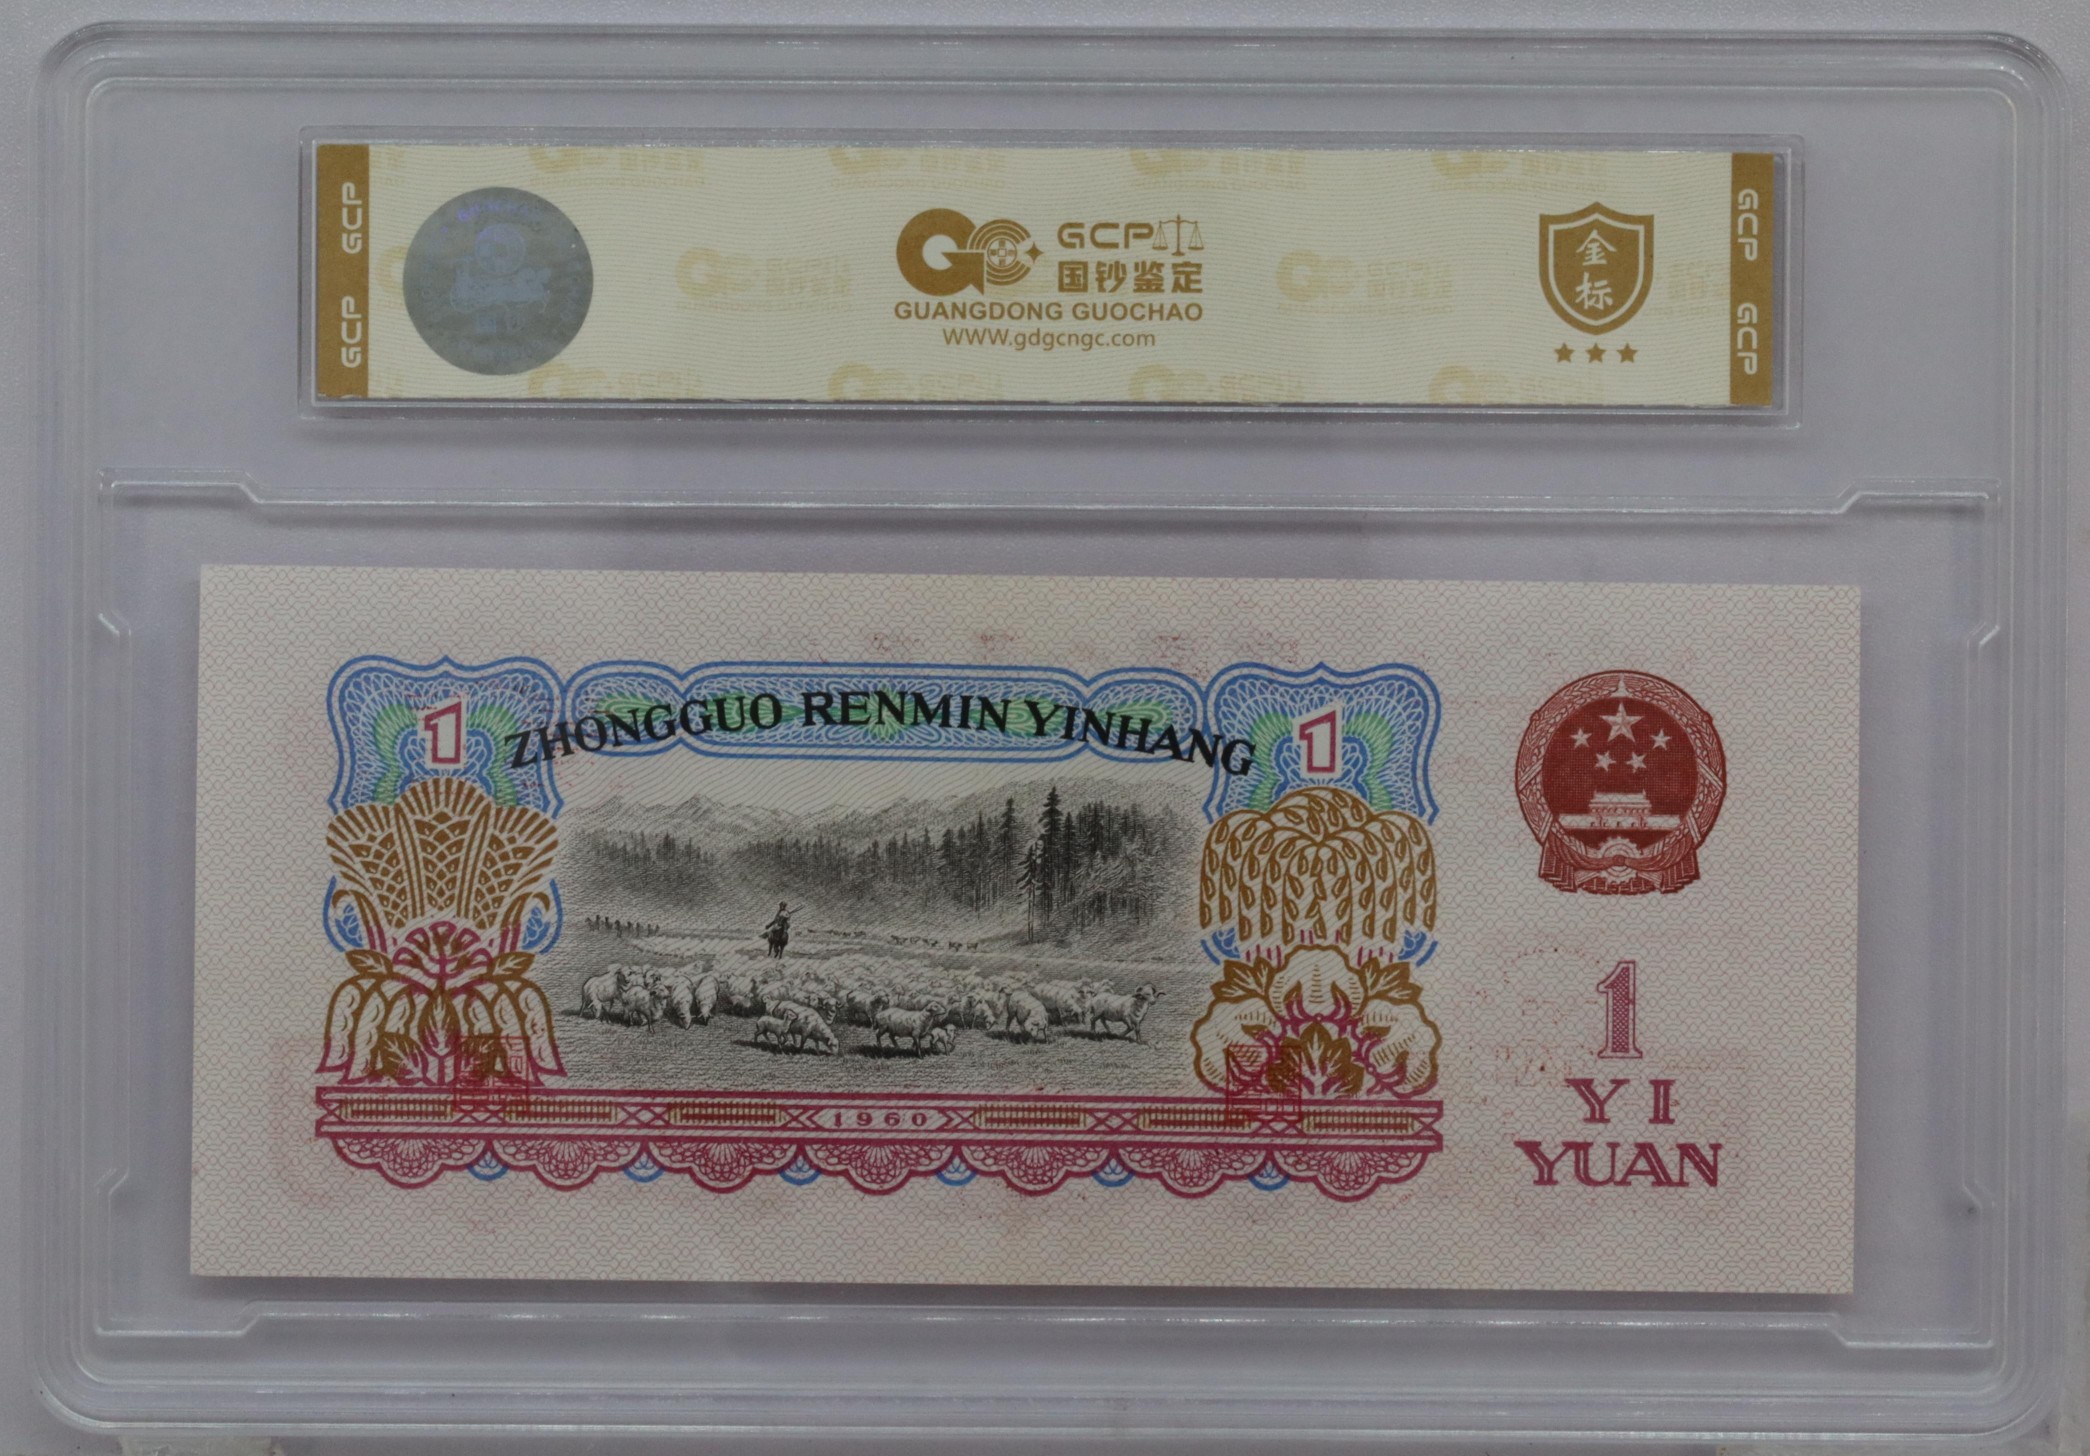 GCP GCP
GCP
国钞鉴定
GUANGDONG GUOCHAO
WWW.gdgcngc.com
金
标
GCP GCP
ZHONGGUO RENMIN YINHANG
1
1
1960
1
YI
YUAN